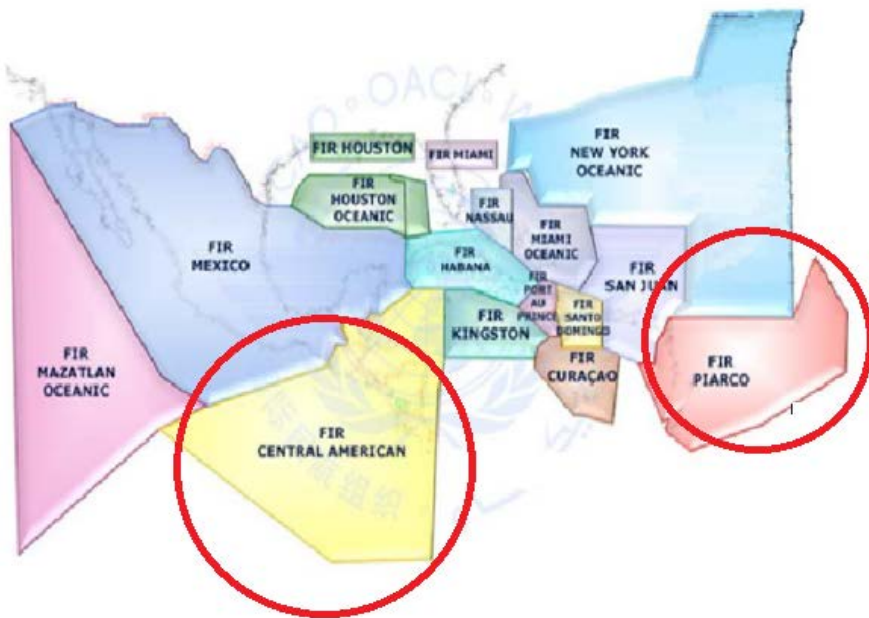 FIR HOUSTON
FIR MIAMI
FIR
NEW YORK
OCEANIC
FIR
HOUSTON
OCEANIC
FIR
NASSAU
FIR
MIAMI
OCEANIC
FIR
MEXICO
FIR
HABANA
FIR
PORT
AU
PRINCE
FIR
SAN JUAN
FIR
KINGSTON
FIR
SANTO
DOMINGO
FIR
CURAÇAO
FIR
PIARCO
FIR
MAZATLAN
OCEANIC
FIR
CENTRAL AMERICAN
OACI